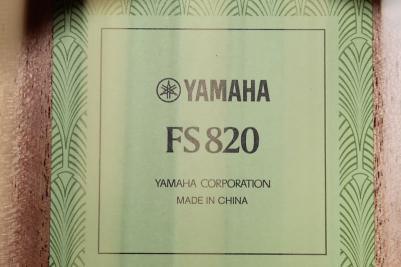 YAMAHA
FS820
YAMAHA CORPORATION
MADE IN CHINA